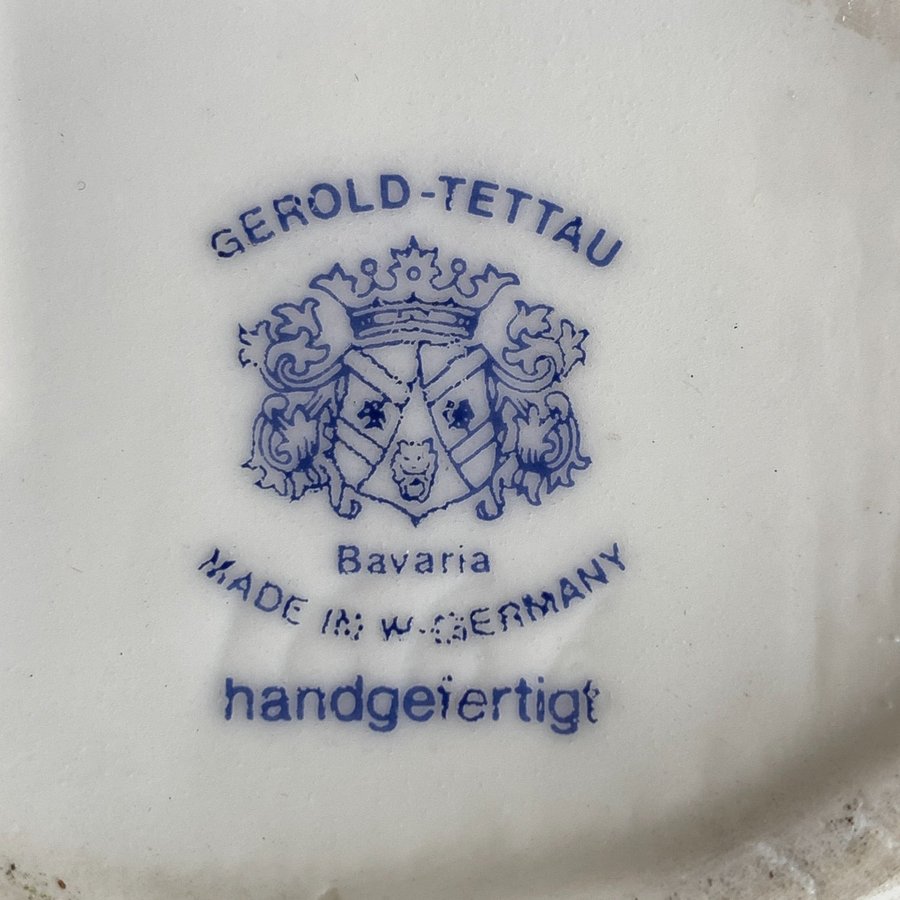 GEROLD-TETTAU
Bavaria
MADE IN W-GERMANY
handgefertigt